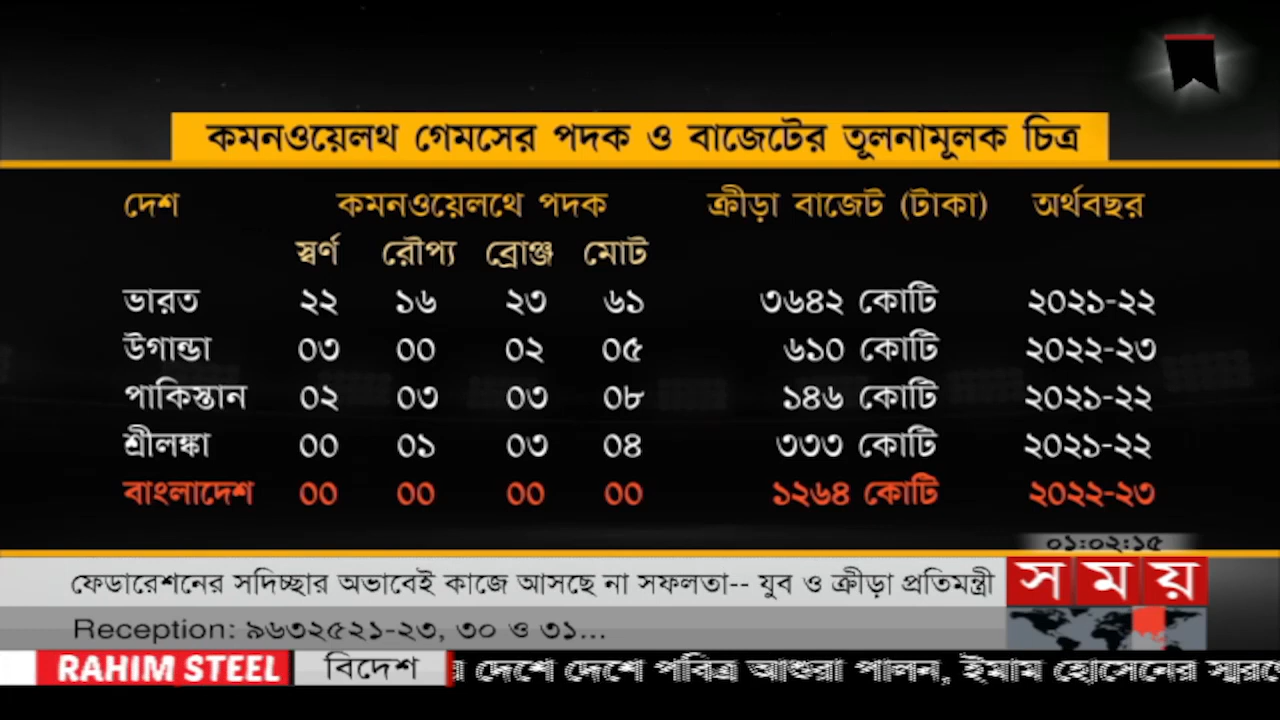 কমনওয়েলথ গেমসের পদক ও বাজেটের তূলনামূলক চিত্র
দেশ কমনওয়েলথে পদক ক্রীড়া বাজেট (টাকা) অর্থবছর
স্বর্ণ রৌপ্য ব্রোঞ্জ মোট
ভারত ২২ ১৬ ২৩ ৬১ ৩৬৪২ কোটি ২০২১-২২
উগান্ডা ০৩ ০০ ০২ ০৫ ৬১০ কোটি ২০২২-২৩
পাকিস্তান ০২ ০৩ ০৩ ০৮ ১৪৬ কোটি ২০২১-২২
শ্রীলঙ্কা ০০ ০১ ০৩ ০৪ ৩৩৩ কোটি ২০২১-২২
বাংলাদেশ ০০ ০০ ০০ ০০ ১২৬৪ কোটি ২০২২-২৩
০১:০২:১৫
ফেডারেশনের সদিচ্ছার অভাবেই কাজে আসছে না সফলতা-- যুব ও ক্রীড়া প্রতিমন্ত্রী
সময়
Reception: ৯৬৩২৫২১-২৩, ৩০ ও ৩১...
RAHIM STEEL বিদেশ দেশে দেশে পবিত্র আশুরা পালন, ইমাম হোসেনের